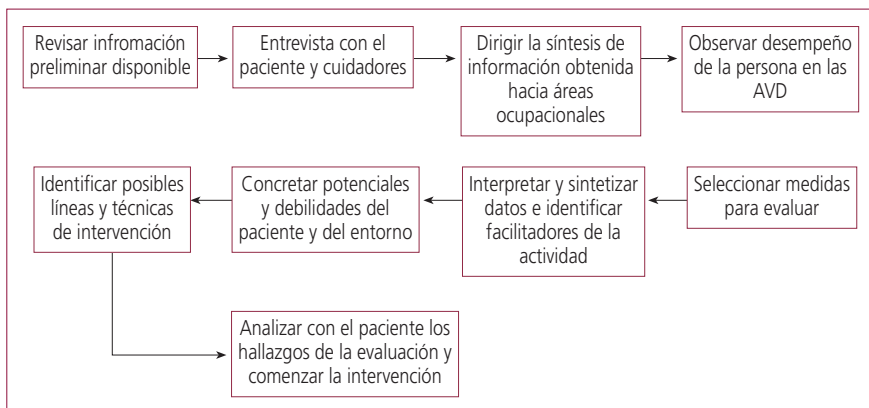 Revisar infromación
preliminar disponible
Entrevista con el
paciente y cuidadores
Dirigir la síntesis de
información obtenida
hacia áreas
ocupacionales
Observar desempeño
de la persona en las
AVD
Seleccionar medidas
para evaluar
Interpretar y sintetizar
datos e identificar
facilitadores de la
actividad
Concretar potenciales
y debilidades del
paciente y del entorno
Identificar posibles
líneas y técnicas
de intervención
Analizar con el paciente los
hallazgos de la evaluación y
comenzar la intervención